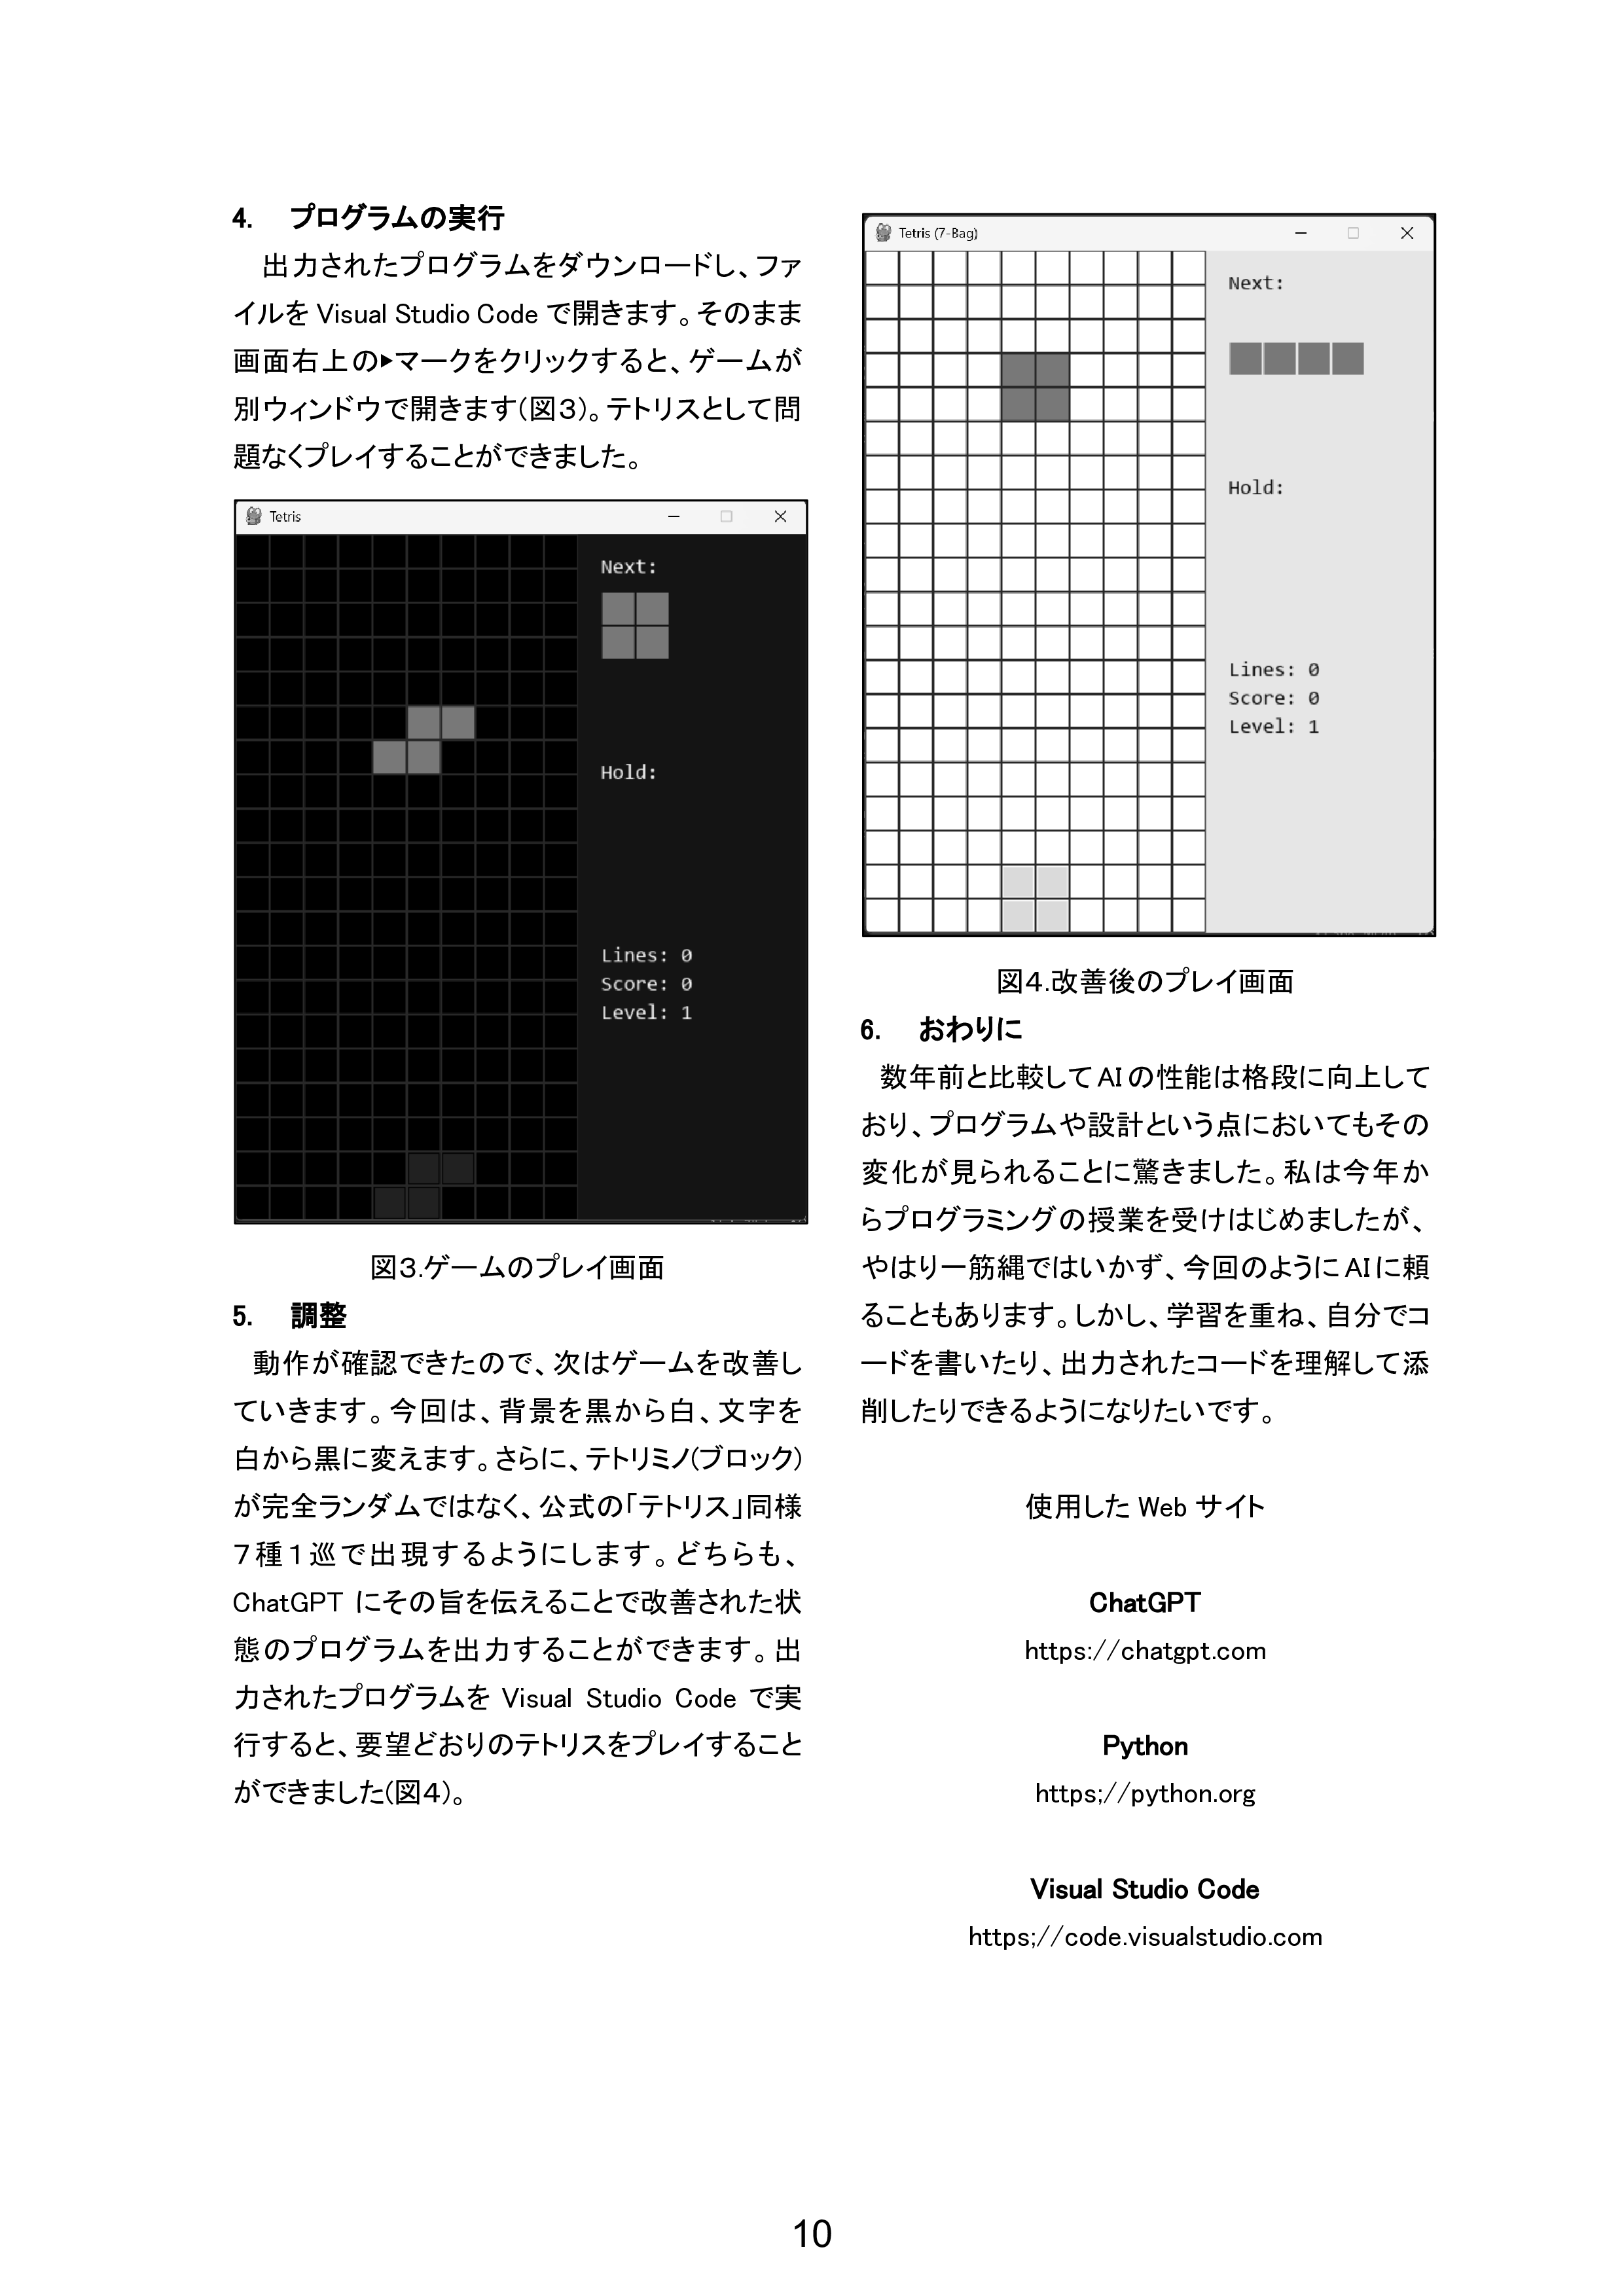 4.　プログラムの実行
出力されたプログラムをダウンロードし、ファ
イルを Visual Studio Code で開きます。そのまま
画面右上の▶マークをクリックすると、ゲームが
別ウィンドウで開きます(図3)。テトリスとして問
題なくプレイすることができました。
Tetris
Next:
Hold:
Lines: 0
Score: 0
Level: 1
図3.ゲームのプレイ画面
5.　調整
動作が確認できたので、次はゲームを改善し
ていきます。今回は、背景を黒から白、文字を
白から黒に変えます。さらに、テトリミノ(ブロック)
が完全ランダムではなく、公式の「テトリス」同様
7種1巡で出現するようにします。どちらも、
ChatGPT にその旨を伝えることで改善された状
態のプログラムを出力することができます。出
力されたプログラムを Visual Studio Code で実
行すると、要望どおりのテトリスをプレイすること
ができました(図4)。
Tetris (7-Bag)
Next:
Hold:
Lines: 0
Score: 0
Level: 1
図4.改善後のプレイ画面
6.　おわりに
数年前と比較して AI の性能は格段に向上して
おり、プログラムや設計という点においてもその
変化が見られることに驚きました。私は今年か
らプログラミングの授業を受けはじめましたが、
やはり一筋縄ではいかず、今回のように AI に頼
ることもあります。しかし、学習を重ね、自分でコ
ードを書いたり、出力されたコードを理解して添
削したりできるようになりたいです。
使用した Web サイト
ChatGPT
https://chatgpt.com
Python
https;//python.org
Visual Studio Code
https;//code.visualstudio.com
10